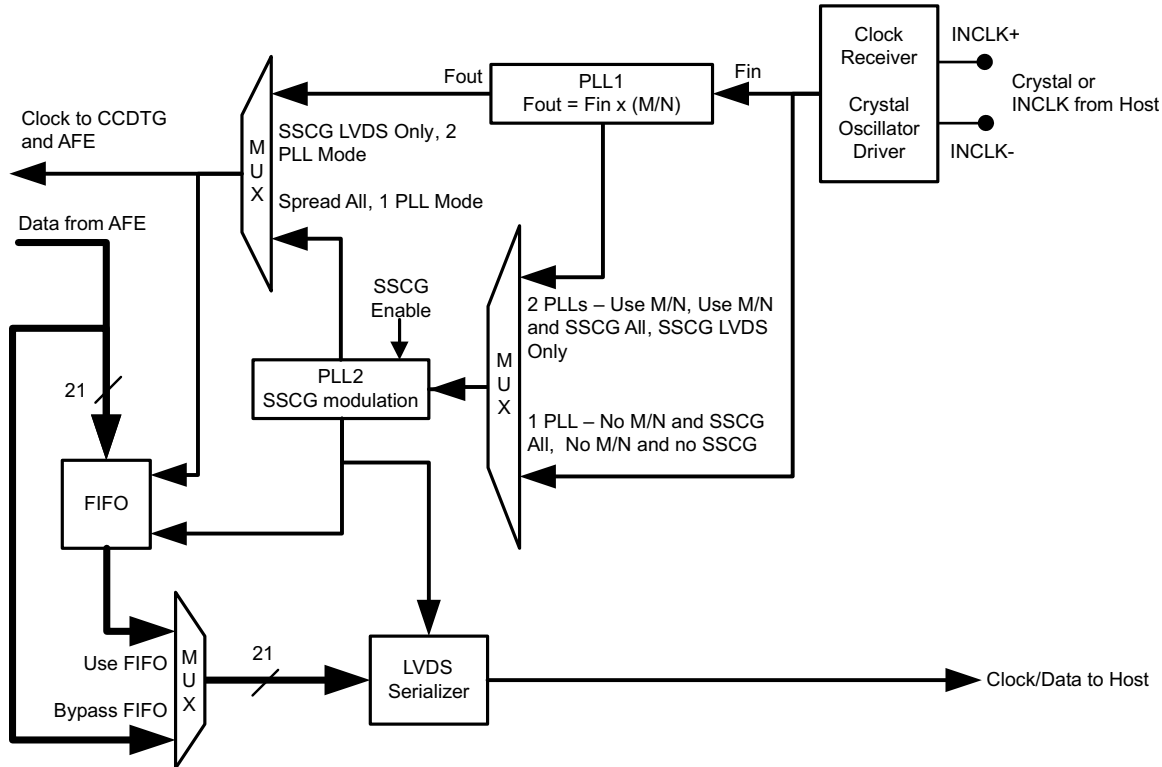 Clock
Receiver
Crystal
Oscillator
Driver
INCLK+
Crystal or
INCLK from Host
INCLK-
Fin
PLL1
Fout = Fin x (M/N)
Fout
MUX
SSCG LVDS Only, 2
PLL Mode
Spread All, 1 PLL Mode
Clock to CCDTG
and AFE
Data from AFE
SSCG
Enable
MUX
2 PLLs – Use M/N, Use M/N
and SSCG All, SSCG LVDS
Only
1 PLL – No M/N and SSCG
All,  No M/N and no SSCG
PLL2
SSCG modulation
21
FIFO
Use FIFO
Bypass FIFO
MUX
21
LVDS
Serializer
Clock/Data to Host